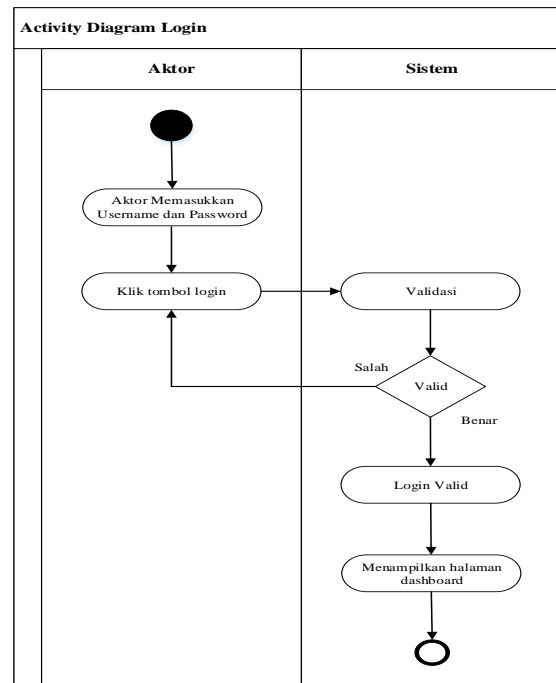 Activity Diagram Login
Aktor
Sistem
Aktor Memasukkan
Username dan Password
Klik tombol login
Validasi
Salah
Valid
Benar
Login Valid
Menampilkan halaman
dashboard